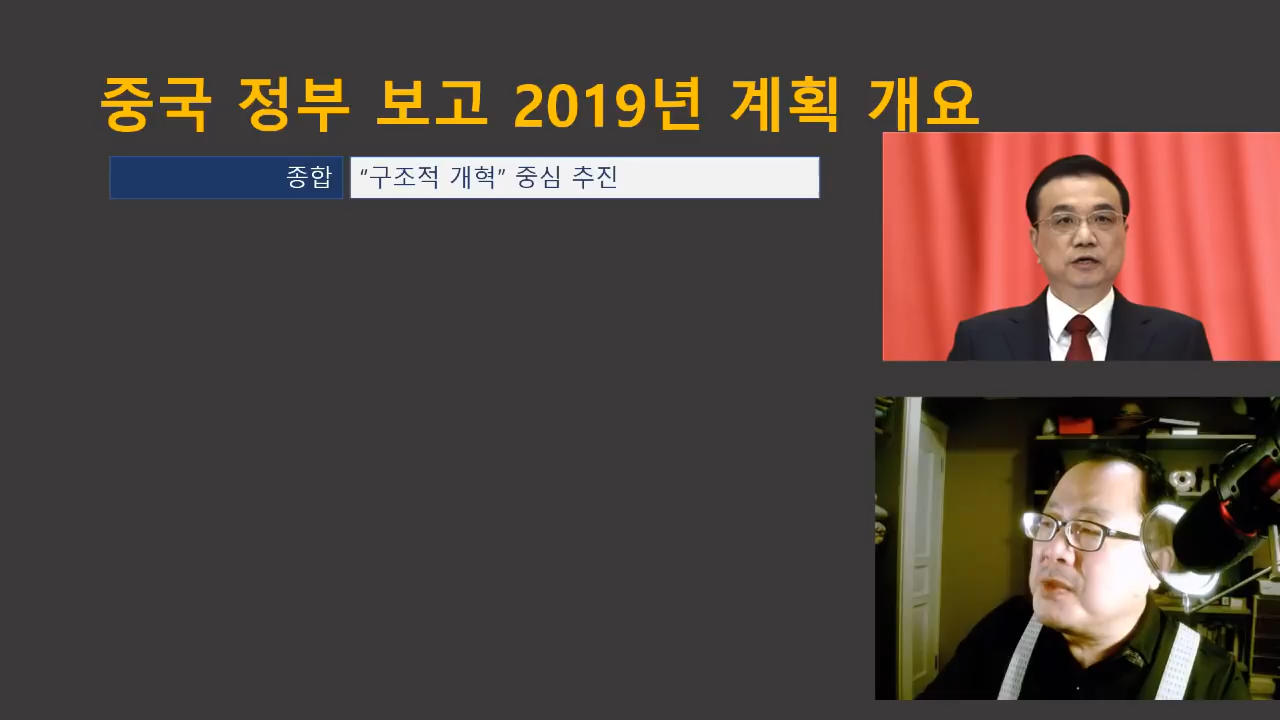 중국 정부 보고 2019년 계획 개요
종합
“구조적 개혁” 중심 추진